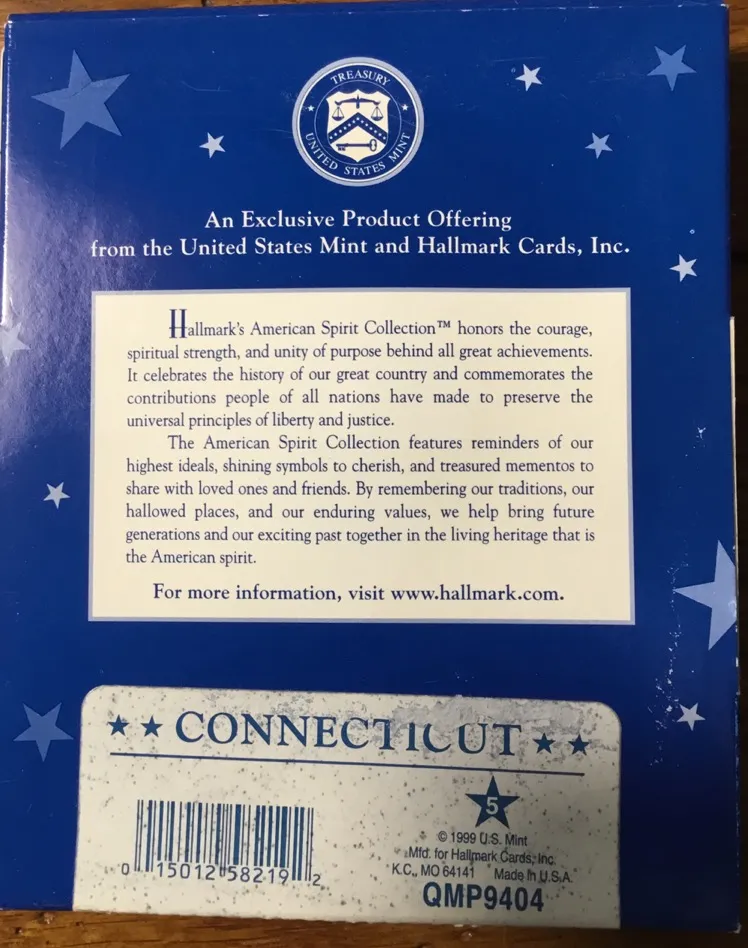 TREASURY
UNITED STATES MINT
An Exclusive Product Offering
from the United States Mint and Hallmark Cards, Inc.
Hallmark's American Spirit Collection™ honors the courage,
spiritual strength, and unity of purpose behind all great achievements.
It celebrates the history of our great country and commemorates the
contributions people of all nations have made to preserve the
universal principles of liberty and justice.
The American Spirit Collection features reminders of our
highest ideals, shining symbols to cherish, and treasured mementos to
share with loved ones and friends. By remembering our traditions, our
hallowed places, and our enduring values, we help bring future
generations and our exciting past together in the living heritage that is
the American spirit.
For more information, visit www.hallmark.com.
CONNECTICUT
5
© 1999 U.S. Mint
Mfd. for Hallmark Cards, Inc.
K.C., MO 64141 Made in U.S.A.
QMP9404
0 15012 58219 2